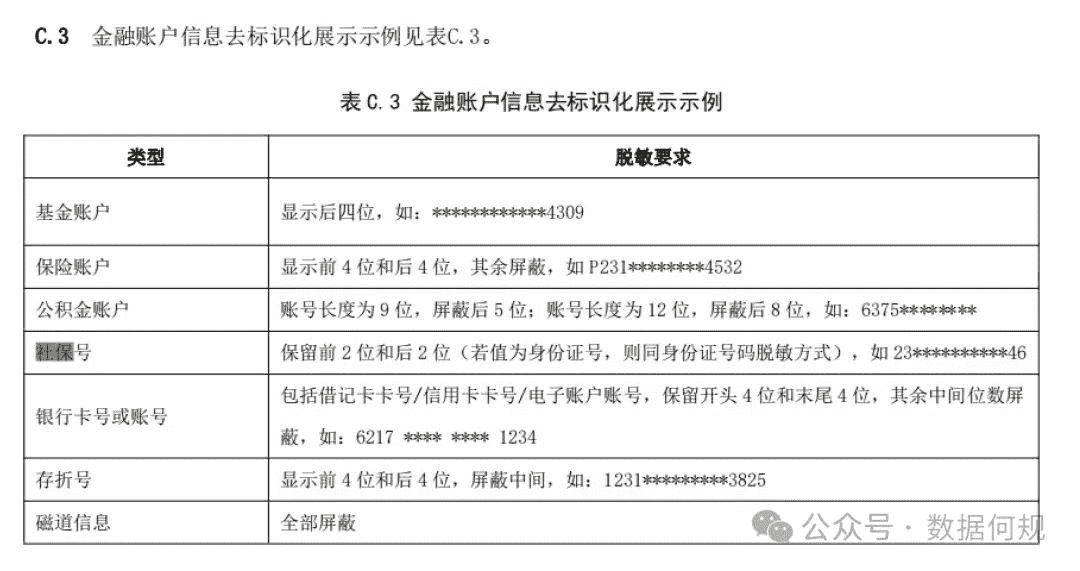 C.3 金融账户信息去标识化展示示例见表C.3。
表 C.3 金融账户信息去标识化展示示例
类型 脱敏要求
基金账户 显示后四位，如：************4309
保险账户 显示前 4 位和后 4 位，其余屏蔽，如 P231********4532
公积金账户 账号长度为 9 位，屏蔽后 5 位；账号长度为 12 位，屏蔽后 8 位，如：6375********
社保号 保留前 2 位和后 2 位（若值为身份证号，则同身份证号码脱敏方式），如 23**********46
银行卡号或账号 包括借记卡卡号/信用卡卡号/电子账户账号，保留开头 4 位和末尾 4 位，其余中间位数屏
蔽，如：6217 **** **** 1234
存折号 显示前 4 位和后 4 位，屏蔽中间，如：1231*********3825
磁道信息 全部屏蔽
公众号·数据何规